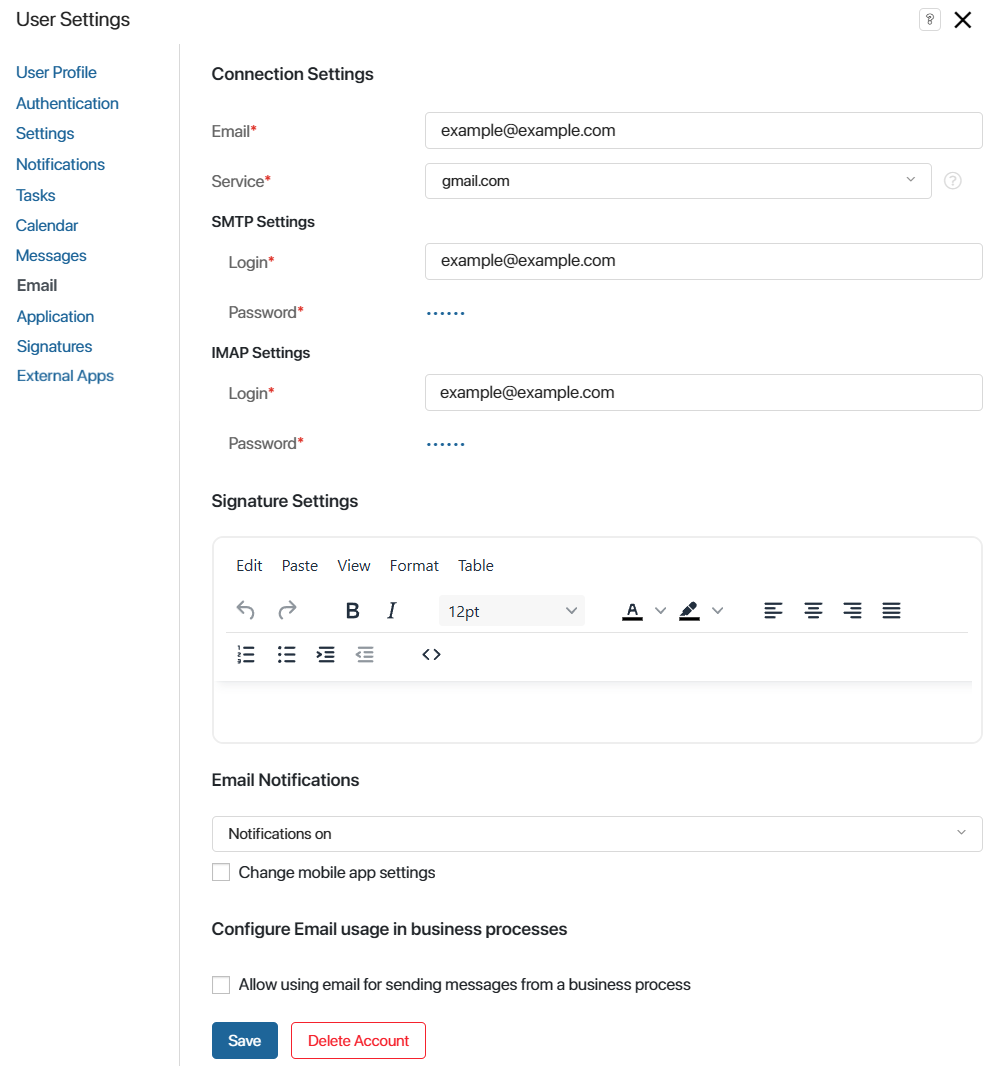 User Settings
?
User Profile
Authentication
Settings
Notifications
Tasks
Calendar
Messages
Email
Application
Signatures
External Apps
Connection Settings
Email* example@example.com
Service* gmail.com ?
SMTP Settings
Login* example@example.com
Password* ••••••
IMAP Settings
Login* example@example.com
Password* ••••••
Signature Settings
Edit Paste View Format Table
B I 12pt A
Email Notifications
Notifications on
Change mobile app settings
Configure Email usage in business processes
Allow using email for sending messages from a business process
Save Delete Account